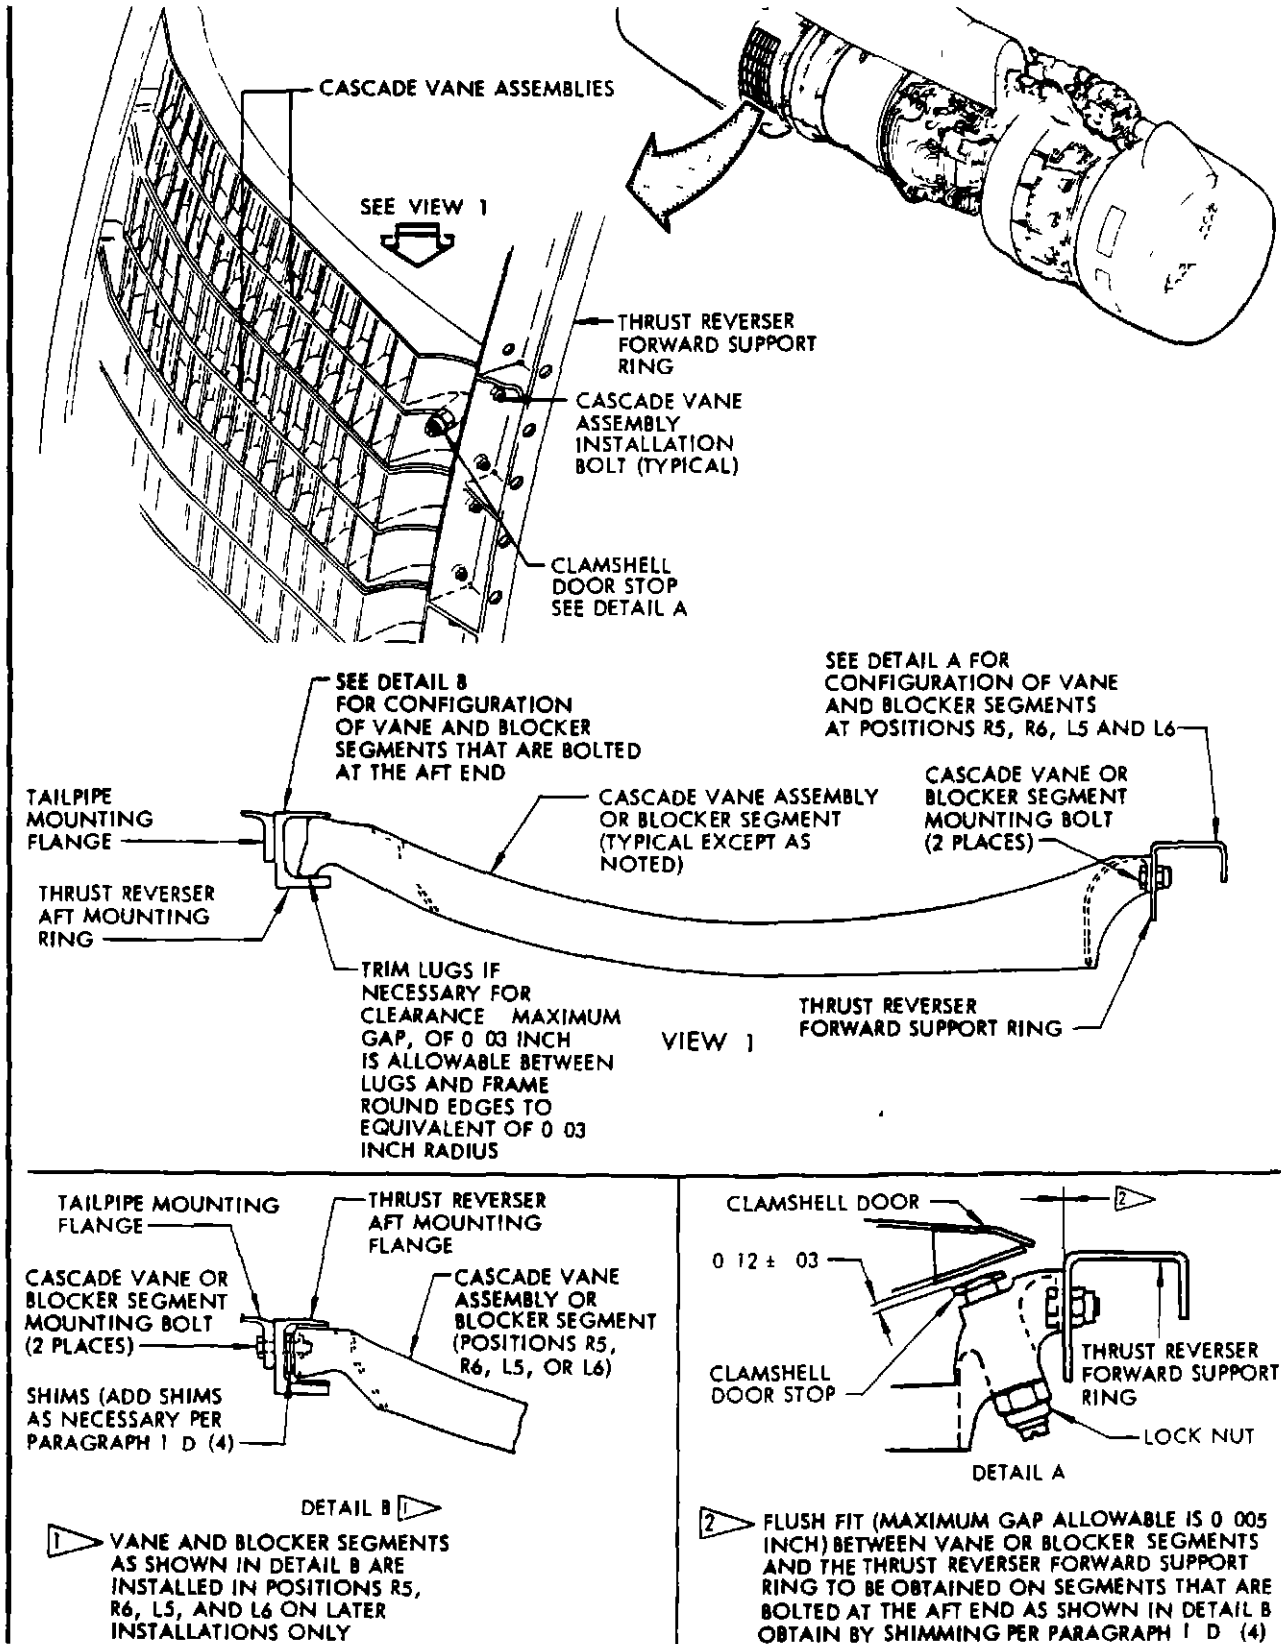 CASCADE VANE ASSEMBLIES
SEE VIEW 1
THRUST REVERSER
FORWARD SUPPORT
RING
CASCADE VANE
ASSEMBLY
INSTALLATION
BOLT (TYPICAL)
CLAMSHELL
DOOR STOP
SEE DETAIL A
SEE DETAIL B
FOR CONFIGURATION
OF VANE AND BLOCKER
SEGMENTS THAT ARE BOLTED
AT THE AFT END
SEE DETAIL A FOR
CONFIGURATION OF VANE
AND BLOCKER SEGMENTS
AT POSITIONS R5, R6, L5 AND L6
TAILPIPE
MOUNTING
FLANGE
CASCADE VANE ASSEMBLY
OR BLOCKER SEGMENT
(TYPICAL EXCEPT AS
NOTED)
CASCADE VANE OR
BLOCKER SEGMENT
MOUNTING BOLT
(2 PLACES)
THRUST REVERSER
AFT MOUNTING
RING
TRIM LUGS IF
NECESSARY FOR
CLEARANCE MAXIMUM
GAP, OF 0 03 INCH
IS ALLOWABLE BETWEEN
LUGS AND FRAME
ROUND EDGES TO
EQUIVALENT OF 0 03
INCH RADIUS
THRUST REVERSER
FORWARD SUPPORT RING
VIEW 1
TAILPIPE MOUNTING
FLANGE
THRUST REVERSER
AFT MOUNTING
FLANGE
CASCADE VANE OR
BLOCKER SEGMENT
MOUNTING BOLT
(2 PLACES)
CASCADE VANE
ASSEMBLY OR
BLOCKER SEGMENT
(POSITIONS R5,
R6, L5, OR L6)
SHIMS (ADD SHIMS
AS NECESSARY PER
PARAGRAPH 1 D (4)
DETAIL B 1
1 VANE AND BLOCKER SEGMENTS
AS SHOWN IN DETAIL B ARE
INSTALLED IN POSITIONS R5,
R6, L5, AND L6 ON LATER
INSTALLATIONS ONLY
CLAMSHELL DOOR
2
0 12 ± 03
CLAMSHELL
DOOR STOP
THRUST REVERSER
FORWARD SUPPORT
RING
LOCK NUT
DETAIL A
2 FLUSH FIT (MAXIMUM GAP ALLOWABLE IS 0 005
INCH) BETWEEN VANE OR BLOCKER SEGMENTS
AND THE THRUST REVERSER FORWARD SUPPORT
RING TO BE OBTAINED ON SEGMENTS THAT ARE
BOLTED AT THE AFT END AS SHOWN IN DETAIL B
OBTAIN BY SHIMMING PER PARAGRAPH 1 D (4)